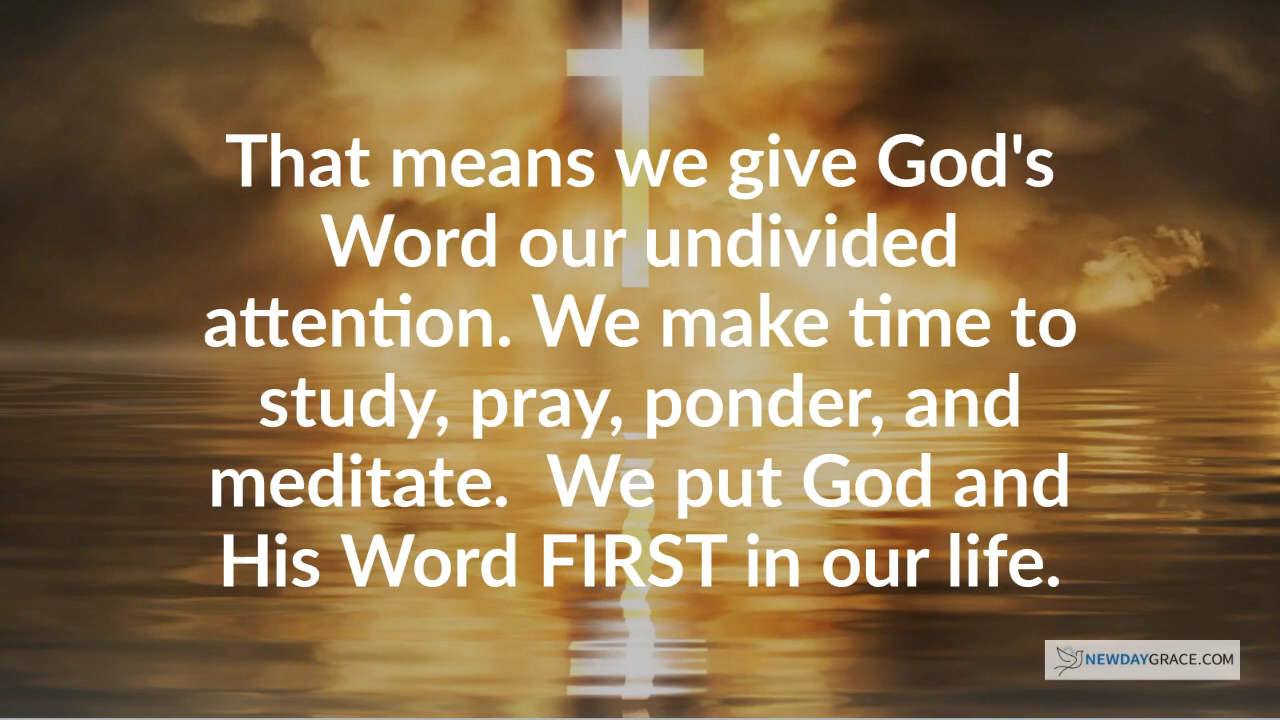 That means we give God's
Word our undivided
attention. We make time to
study, pray, ponder, and
meditate.  We put God and
His Word FIRST in our life.
NEWDAYGRACE.COM